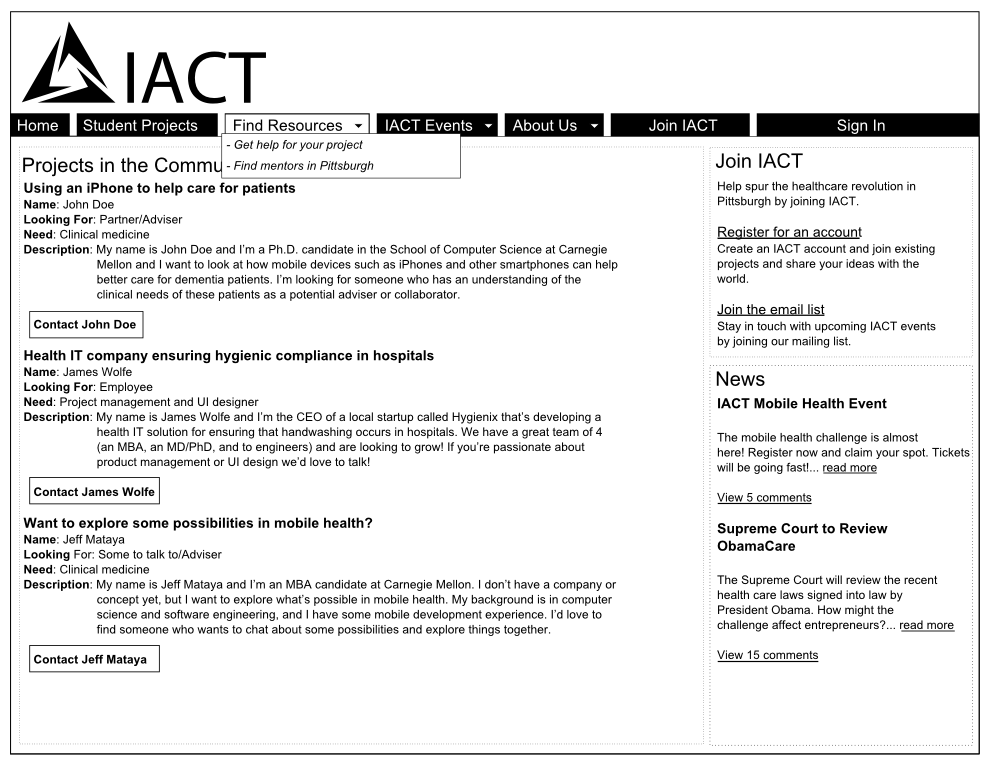 IACT
Home Student Projects Find Resources IACT Events About Us Join IACT Sign In
- Get help for your project
- Find mentors in Pittsburgh
Projects in the Commu
Using an iPhone to help care for patients
Name: John Doe
Looking For: Partner/Adviser
Need: Clinical medicine
Description: My name is John Doe and I'm a Ph.D. candidate in the School of Computer Science at Carnegie
Mellon and I want to look at how mobile devices such as iPhones and other smartphones can help
better care for dementia patients. I'm looking for someone who has an understanding of the
clinical needs of these patients as a potential adviser or collaborator.
Contact John Doe
Health IT company ensuring hygienic compliance in hospitals
Name: James Wolfe
Looking For: Employee
Need: Project management and UI designer
Description: My name is James Wolfe and I'm the CEO of a local startup called Hygienix that's developing a
health IT solution for ensuring that handwashing occurs in hospitals. We have a great team of 4
(an MBA, an MD/PhD, and to engineers) and are looking to grow! If you're passionate about
product management or UI design we'd love to talk!
Contact James Wolfe
Want to explore some possibilities in mobile health?
Name: Jeff Mataya
Looking For: Some to talk to/Adviser
Need: Clinical medicine
Description: My name is Jeff Mataya and I'm an MBA candidate at Carnegie Mellon. I don't have a company or
concept yet, but I want to explore what's possible in mobile health. My background is in computer
science and software engineering, and I have some mobile development experience. I'd love to
find someone who wants to chat about some possibilities and explore things together.
Contact Jeff Mataya
Join IACT
Help spur the healthcare revolution in
Pittsburgh by joining IACT.
Register for an account
Create an IACT account and join existing
projects and share your ideas with the
world.
Join the email list
Stay in touch with upcoming IACT events
by joining our mailing list.
News
IACT Mobile Health Event
The mobile health challenge is almost
here! Register now and claim your spot. Tickets
will be going fast!... read more
View 5 comments
Supreme Court to Review
ObamaCare
The Supreme Court will review the recent
health care laws signed into law by
President Obama. How might the
challenge affect entrepreneurs?... read more
View 15 comments